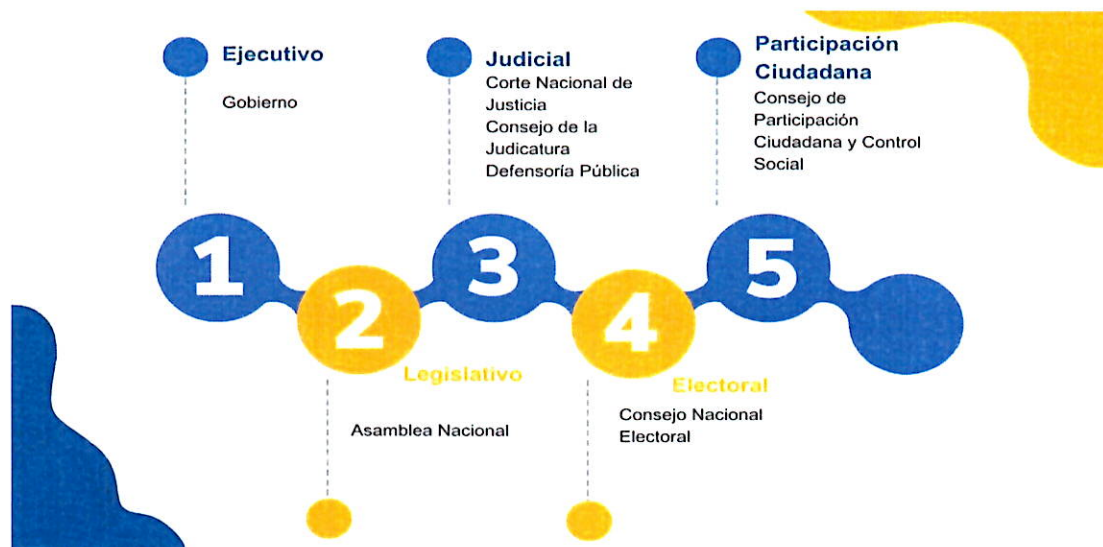 Ejecutivo
Gobierno
1
2
Legislativo
Asamblea Nacional
Judicial
Corte Nacional de
Justicia
Consejo de la
Judicatura
Defensoría Pública
3
4
Electoral
Consejo Nacional
Electoral
Participación
Ciudadana
Consejo de
Participación
Ciudadana y Control
Social
5